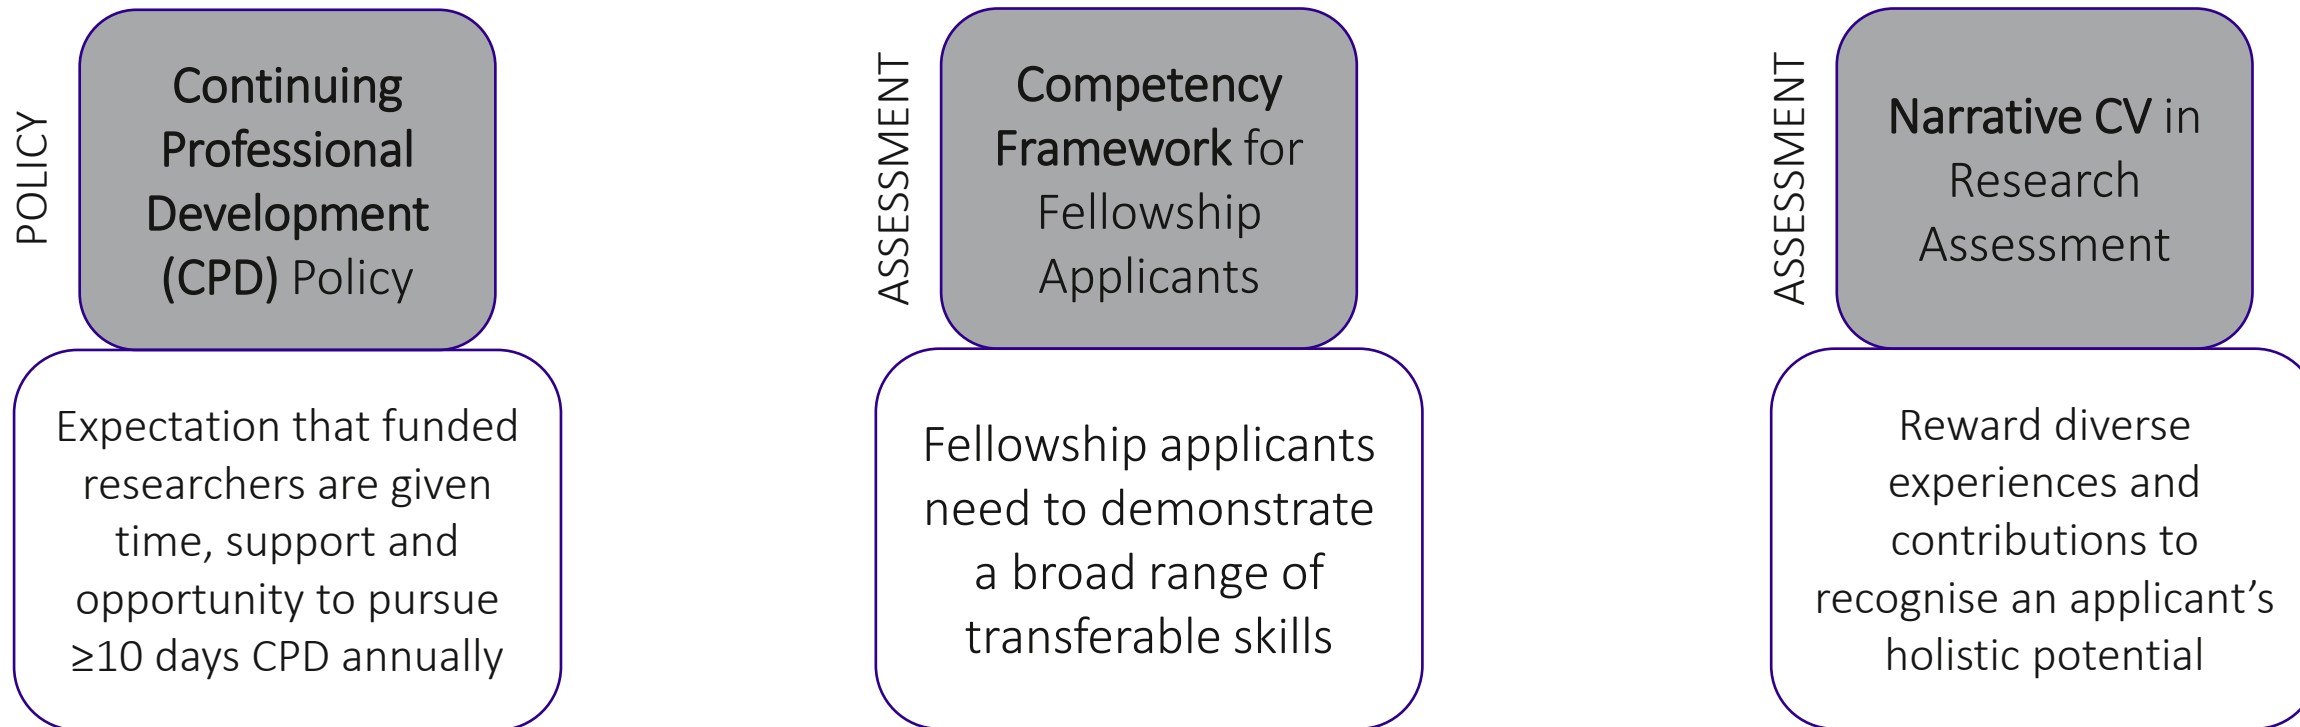 POLICY
Continuing
Professional
Development
(CPD) Policy
Expectation that funded
researchers are given
time, support and
opportunity to pursue
≥10 days CPD annually
ASSESSMENT
Competency
Framework for
Fellowship
Applicants
Fellowship applicants
need to demonstrate
a broad range of
transferable skills
ASSESSMENT
Narrative CV in
Research
Assessment
Reward diverse
experiences and
contributions to
recognise an applicant’s
holistic potential